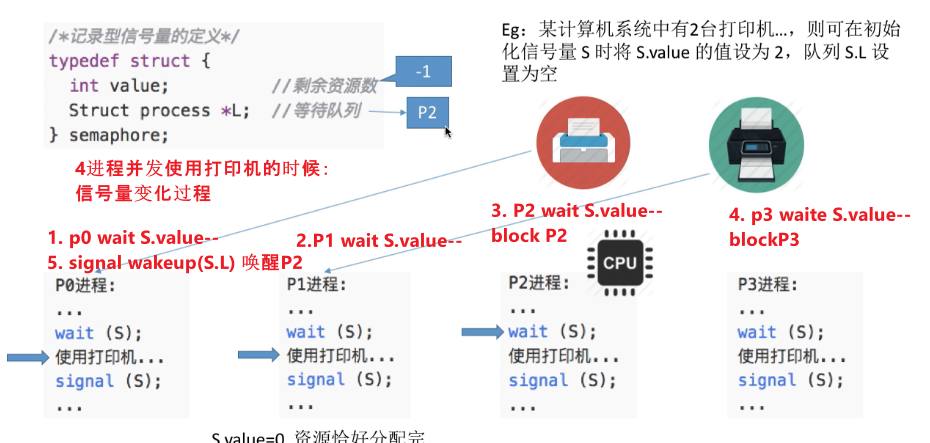 /*记录型信号量的定义*/
typedef struct {
int value; //剩余资源数
Struct process *L; //等待队列
} semaphore;
-1
P2
Eg：某计算机系统中有2台打印机…，则可在初始
化信号量 S 时将 S.value 的值设为 2，队列 S.L 设
置为空
4进程并发使用打印机的时候：
信号量变化过程
1. p0 wait S.value--
5. signal wakeup(S.L) 唤醒P2
2.P1 wait S.value--
3. P2 wait S.value--
block P2
4. p3 waite S.value--
blockP3
CPU
P0进程：
...
wait (S);
使用打印机...
signal (S);
...
P1进程：
...
wait (S);
使用打印机...
signal (S);
...
P2进程：
...
wait (S);
使用打印机...
signal (S);
...
P3进程：
...
wait (S);
使用打印机...
signal (S);
...
S.value=0 资源恰好分配完